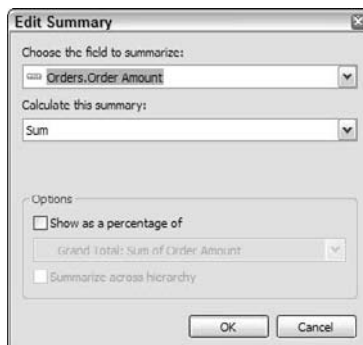 Edit Summary
Choose the field to summarize:
Orders.Order Amount
Calculate this summary:
Sum
Options
Show as a percentage of
Grand Total: Sum of Order Amount
Summarize across hierarchy
OK Cancel